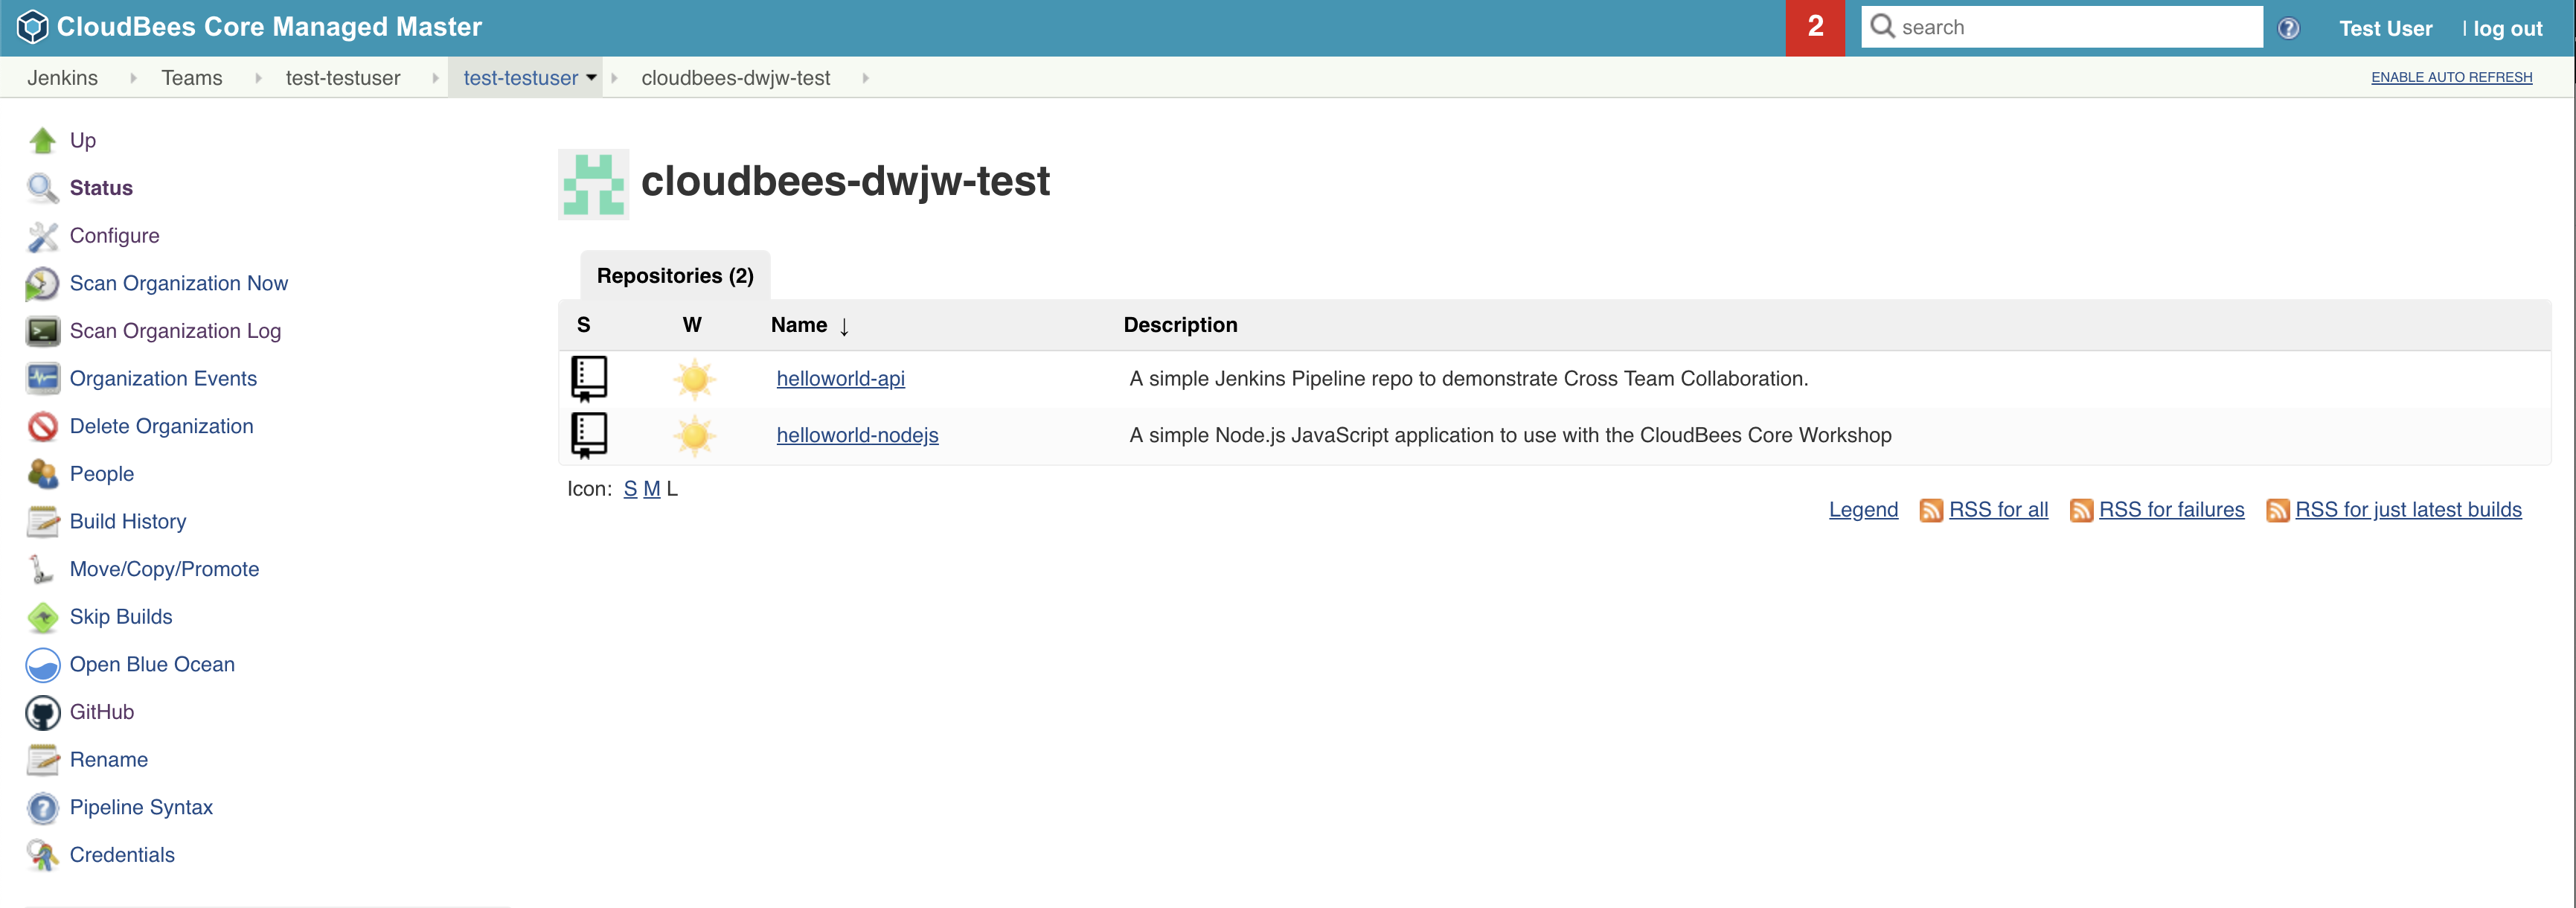 CloudBees Core Managed Master
2
search
Test User | log out
Jenkins Teams test-testuser test-testuser cloudbees-dwjw-test
ENABLE AUTO REFRESH
Up
Status
Configure
Scan Organization Now
Scan Organization Log
Organization Events
Delete Organization
People
Build History
Move/Copy/Promote
Skip Builds
Open Blue Ocean
GitHub
Rename
Pipeline Syntax
Credentials
cloudbees-dwjw-test
Repositories (2)
S W Name ↓ Description
helloworld-api A simple Jenkins Pipeline repo to demonstrate Cross Team Collaboration.
helloworld-nodejs A simple Node.js JavaScript application to use with the CloudBees Core Workshop
Icon: S M L
Legend RSS for all RSS for failures RSS for just latest builds